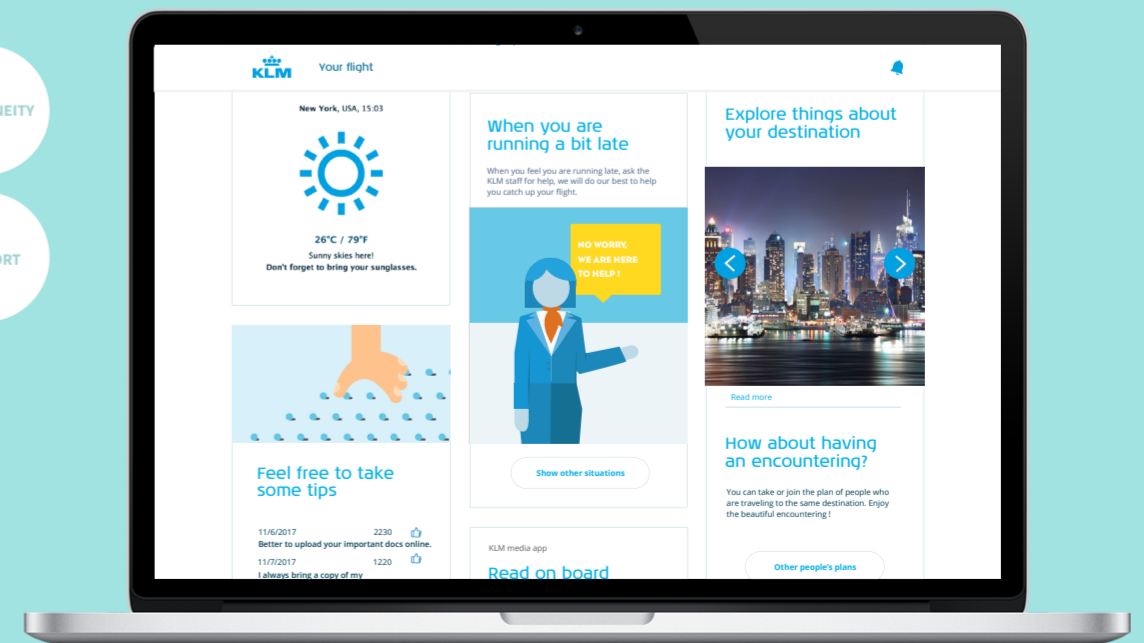 KLM
Your flight
New York, USA, 15:03
26°C / 79°F
Sunny skies here!
Don't forget to bring your sunglasses.
Feel free to take
some tips
11/6/2017 2230
Better to upload your important docs online.
11/7/2017 1220
I always bring a copy of my
When you are
running a bit late
When you feel you are running late, ask the
KLM staff for help, we will do our best to help
you catch up your flight.
NO WORRY,
WE ARE HERE
TO HELP !
Show other situations
KLM media app
Read on board
Explore things about
your destination
Read more
How about having
an encountering?
You can take or join the plan of people who
are traveling to the same destination. Enjoy
the beautiful encountering !
Other people's plans